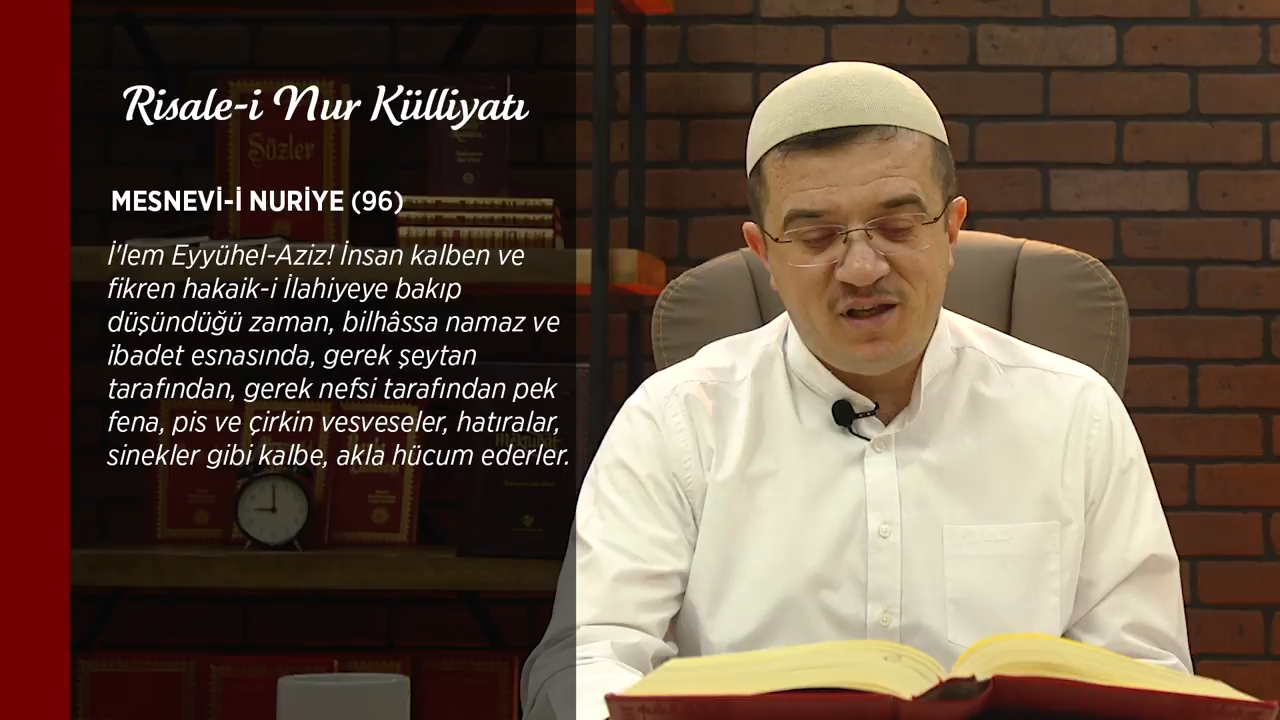 Risale-i Nur Külliyatı
Sözler
MESNEVİ-İ NURİYE (96)
İ'lem Eyyühel-Aziz! İnsan kalben ve
fikren hakaik-i İlahiyeye bakıp
düşündüğü zaman, bilhâssa namaz ve
ibadet esnasında, gerek şeytan
tarafından, gerek nefsi tarafından pek
fena, pis ve çirkin vesveseler, hatıralar,
sinekler gibi kalbe, akla hücum ederler.